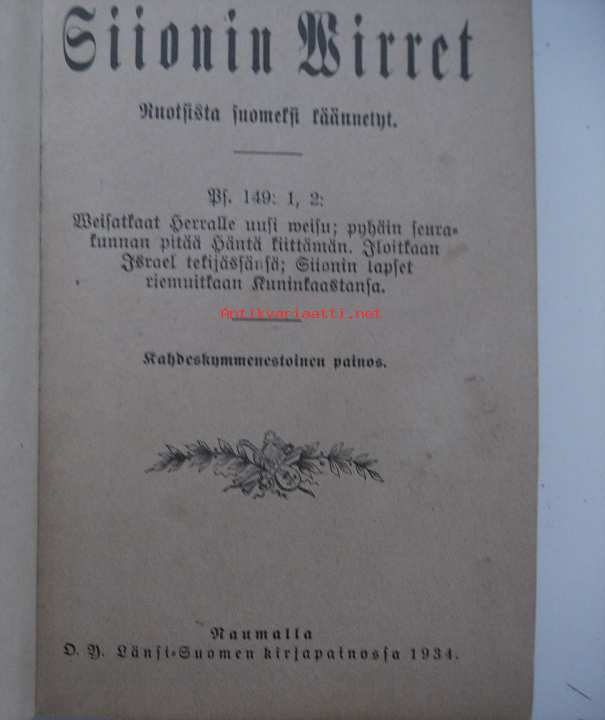 Siionin Wirret
Ruotsista suomeksi käännetyt.
Ps. 149: 1, 2:
Weisatkaat Herralle uusi weisu; pyhäin seura-
kunnan pitää Häntä kiittämän. Iloitkaan
Israel tekijässänsä; Siionin lapset
riemuitkaan Kuninkaastansa.
Antikvariaatti.net
Kahdeskymmenestoinen painos.
Raumalla
O. Y. Länsi-Suomen kirjapainossa 1934.